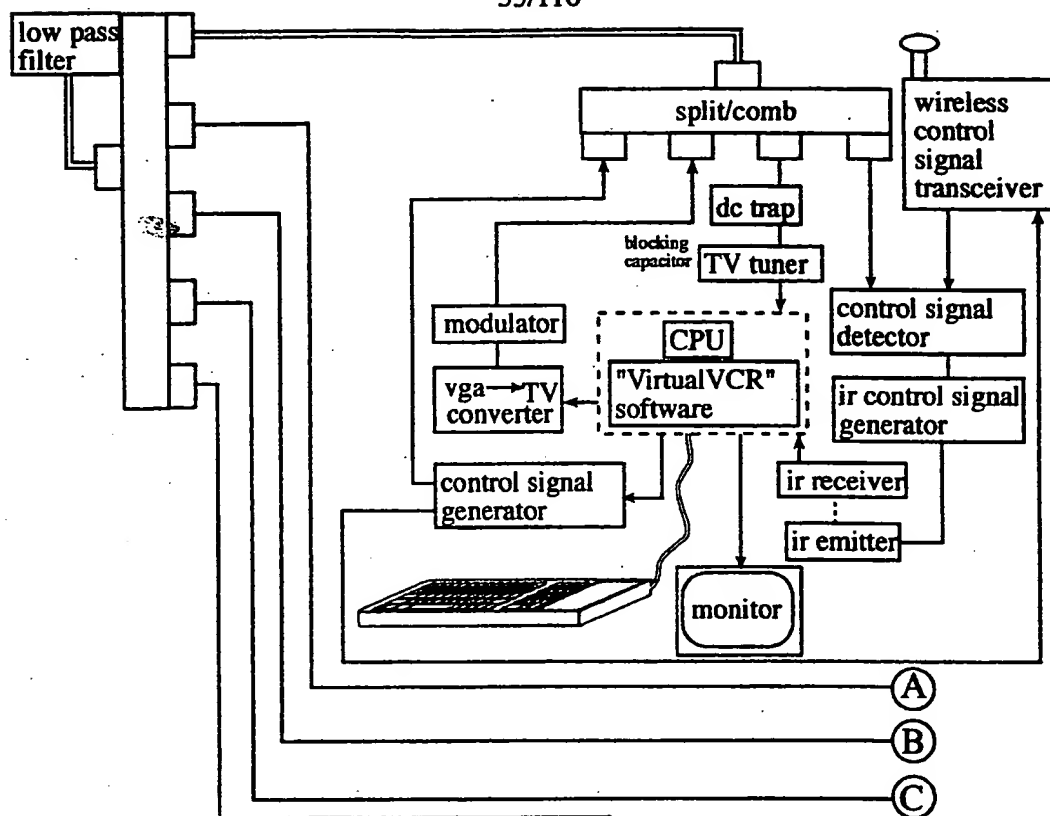 low pass
filter
split/comb
wireless
control
signal
transceiver
dc trap
blocking
capacitor
TV tuner
control signal
detector
modulator
CPU
"VirtualVCR"
software
vga→TV
converter
ir control signal
generator
control signal
generator
ir receiver
ir emitter
monitor
A
B
C